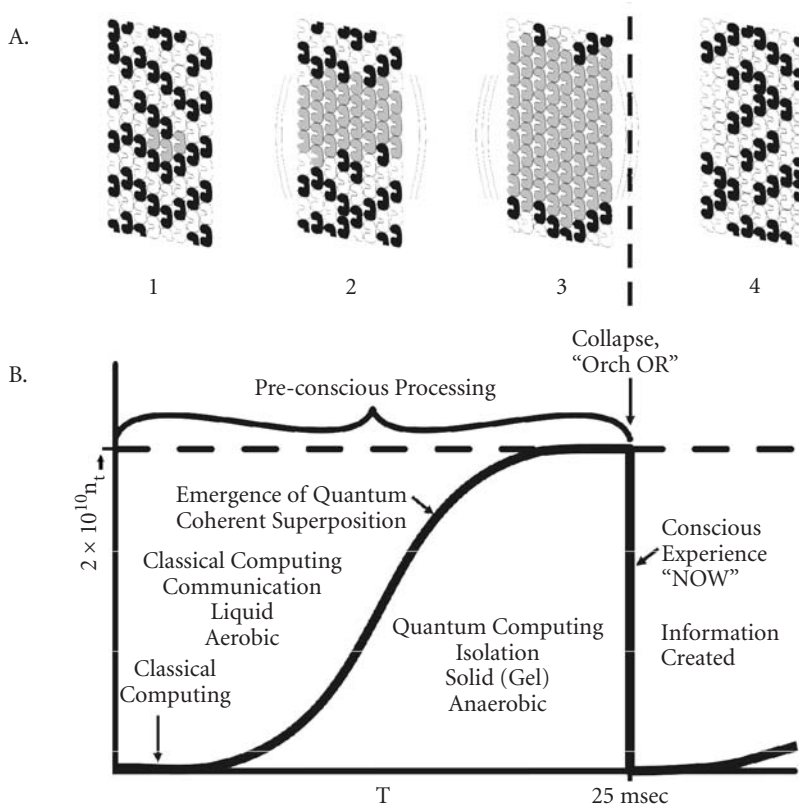 A.
1
2
3
4
Collapse,
“Orch OR”
B.
Pre-conscious Processing
2 × 10¹⁰nₜ
Emergence of Quantum
Coherent Superposition
Classical Computing
Communication
Liquid
Aerobic
Classical
Computing
Quantum Computing
Isolation
Solid (Gel)
Anaerobic
Conscious
Experience
“NOW”
Information
Created
T
25 msec